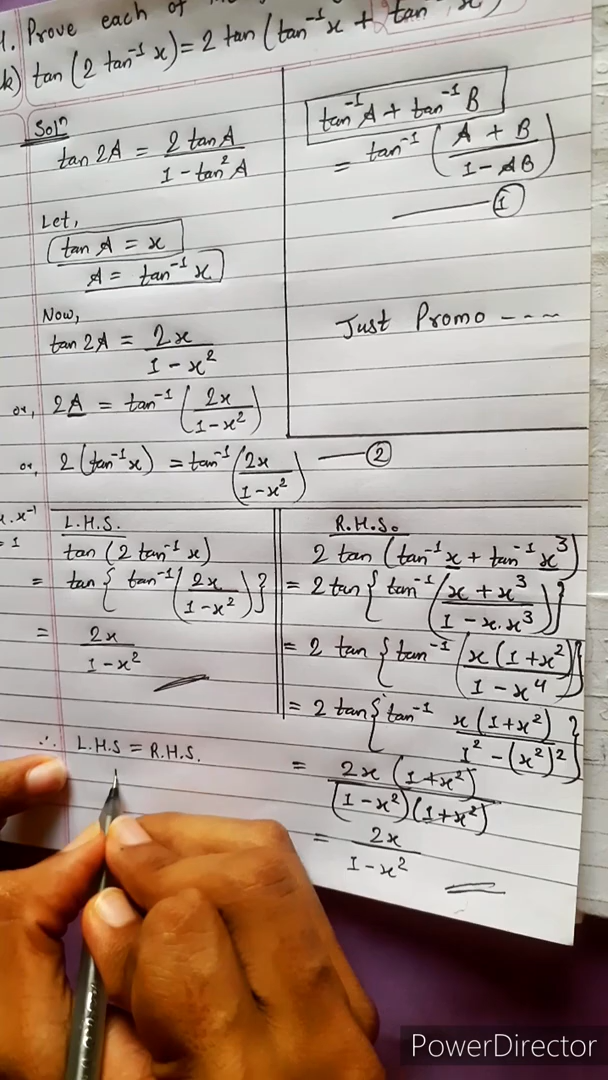 1. Prove each of the
k) tan (2 tan⁻¹ x) = 2 tan (tan⁻¹ x + tan⁻¹ x³)
Solⁿ
tan 2A = 2 tan A / 1 - tan² A
Let,
tan A = x
A = tan⁻¹ x
Now,
tan 2A = 2x / 1 - x²
or, 2A = tan⁻¹ (2x / 1 - x²)
or, 2 (tan⁻¹ x) = tan⁻¹ (2x / 1 - x²) —— ②
tan⁻¹ A + tan⁻¹ B
= tan⁻¹ (A + B / 1 - AB)
—— ①
Just Promo ----
x . x⁻¹
= 1
L.H.S.
tan (2 tan⁻¹ x)
= tan { tan⁻¹ (2x / 1 - x²) }
= 2x / 1 - x²
∴ L.H.S = R.H.S.
R.H.S.
2 tan (tan⁻¹ x + tan⁻¹ x³)
= 2 tan { tan⁻¹ (x + x³ / 1 - x.x³) }
= 2 tan { tan⁻¹ (x (1 + x²) / 1 - x⁴) }
= 2 tan { tan⁻¹ x (1 + x²) / 1² - (x²)² }
= 2x (1 + x²) / (1 - x²) (1 + x²)
= 2x / 1 - x²
PowerDirector